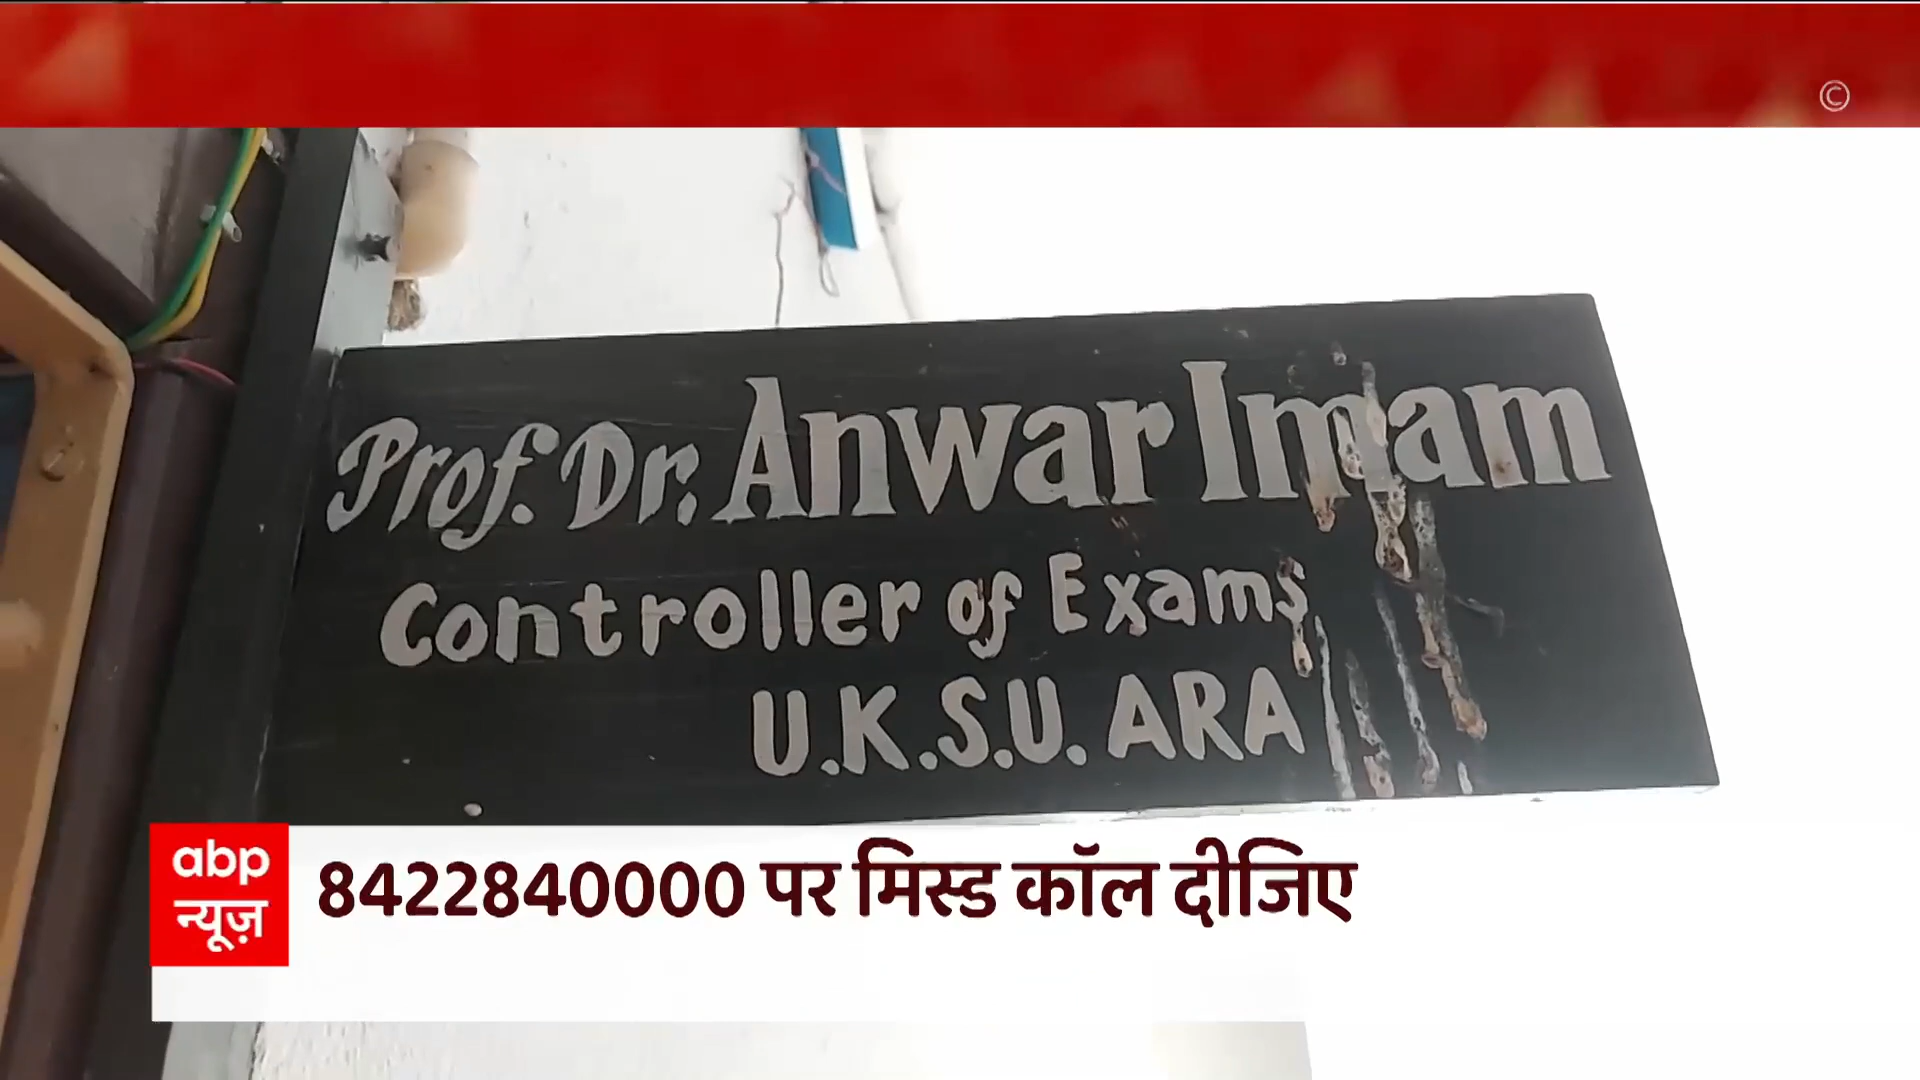 ©
Prof. Dr. Anwar Imam
Controller of Exams
U.K.S.U. ARA
abp
न्यूज़
8422840000 पर मिस्ड कॉल दीजिए